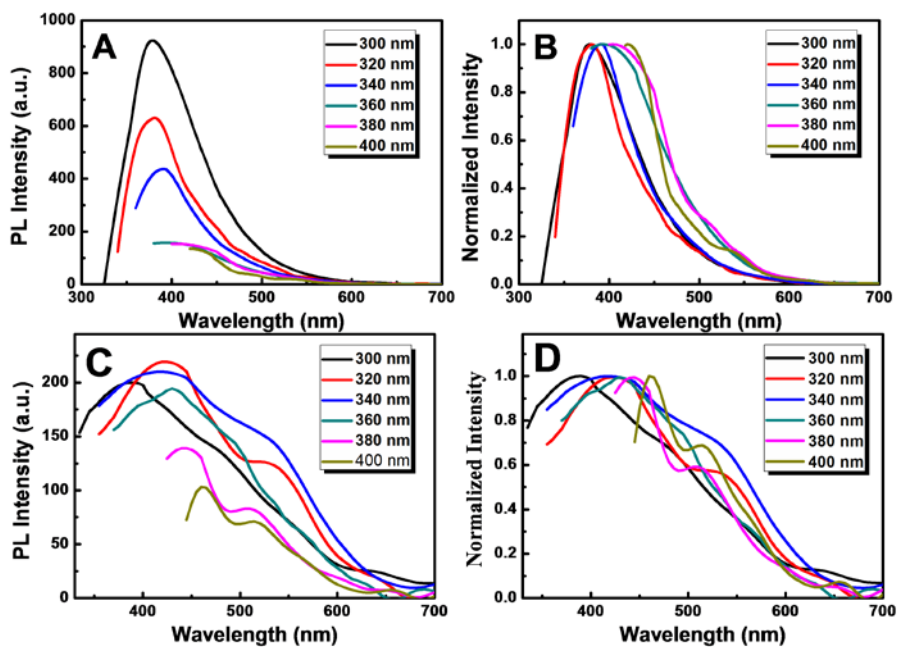 A
PL Intensity (a.u.)
1000
800
600
400
200
0
300 nm
320 nm
340 nm
360 nm
380 nm
400 nm
300 400 500 600 700
Wavelength (nm)
B
Normalized Intensity
1.0
0.8
0.6
0.4
0.2
0.0
300 nm
320 nm
340 nm
360 nm
380 nm
400 nm
300 400 500 600 700
Wavelength (nm)
C
PL Intensity (a.u.)
200
150
100
50
0
300 nm
320 nm
340 nm
360 nm
380 nm
400 nm
400 500 600 700
Wavelength (nm)
D
Normalized Intensity
1.0
0.8
0.6
0.4
0.2
0.0
300 nm
320 nm
340 nm
360 nm
380 nm
400 nm
400 500 600 700
Wavelength (nm)